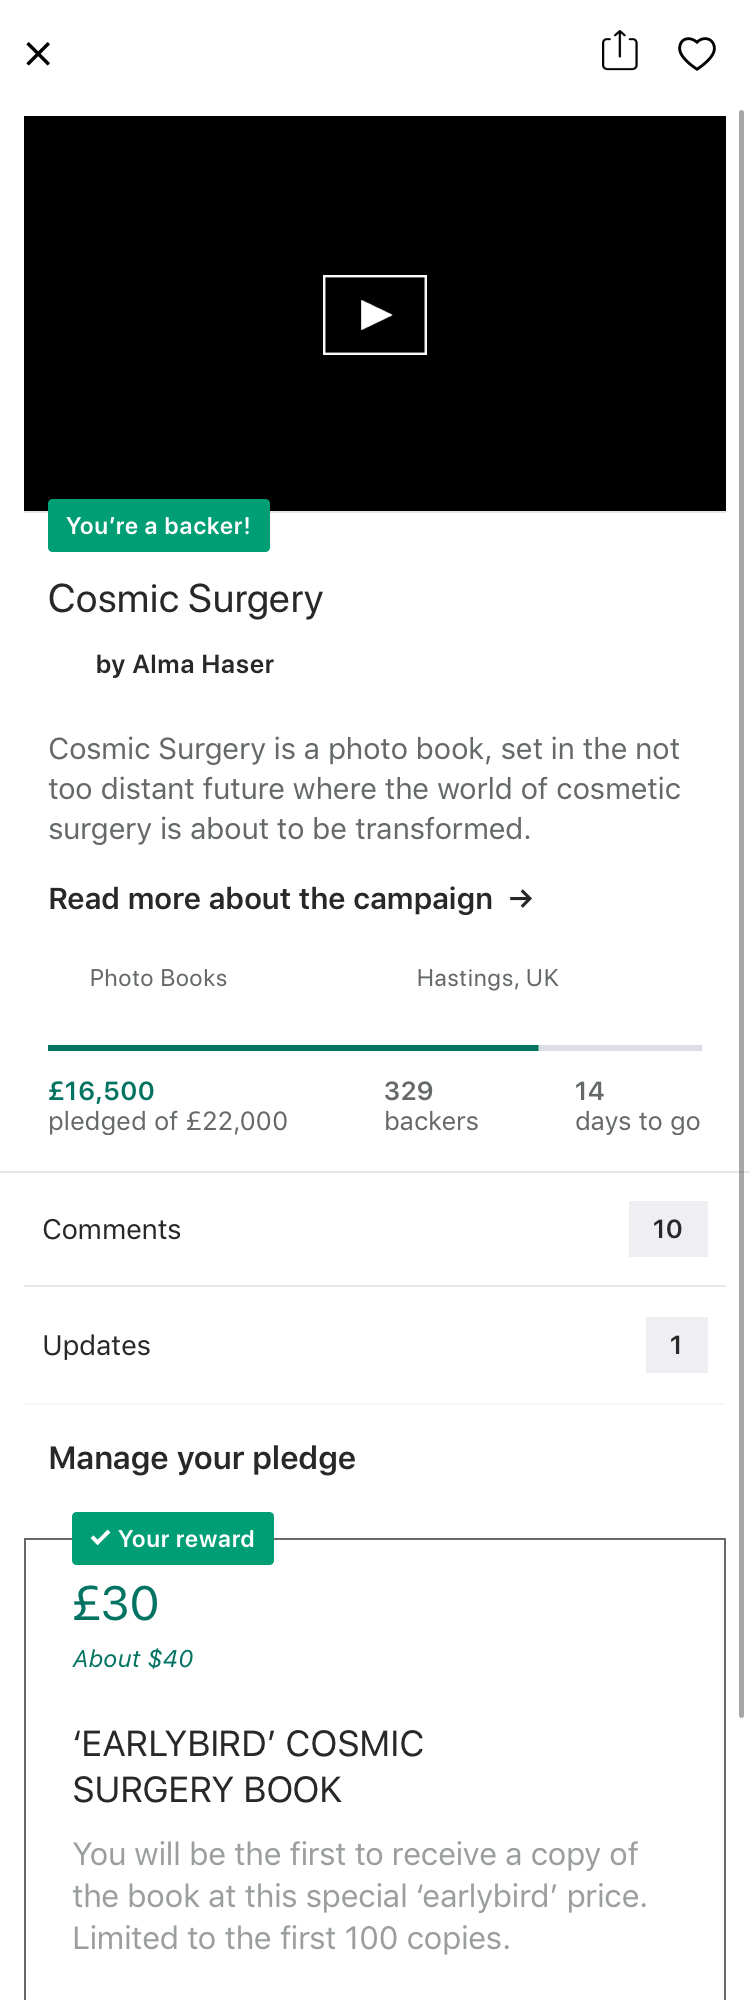 You’re a backer!
Cosmic Surgery
by Alma Haser
Cosmic Surgery is a photo book, set in the not
too distant future where the world of cosmetic
surgery is about to be transformed.
Read more about the campaign →
Photo Books
Hastings, UK
£16,500
pledged of £22,000
329
backers
14
days to go
Comments
10
Updates
1
Manage your pledge
Your reward
£30
About $40
‘EARLYBIRD’ COSMIC
SURGERY BOOK
You will be the first to receive a copy of
the book at this special ‘earlybird’ price.
Limited to the first 100 copies.